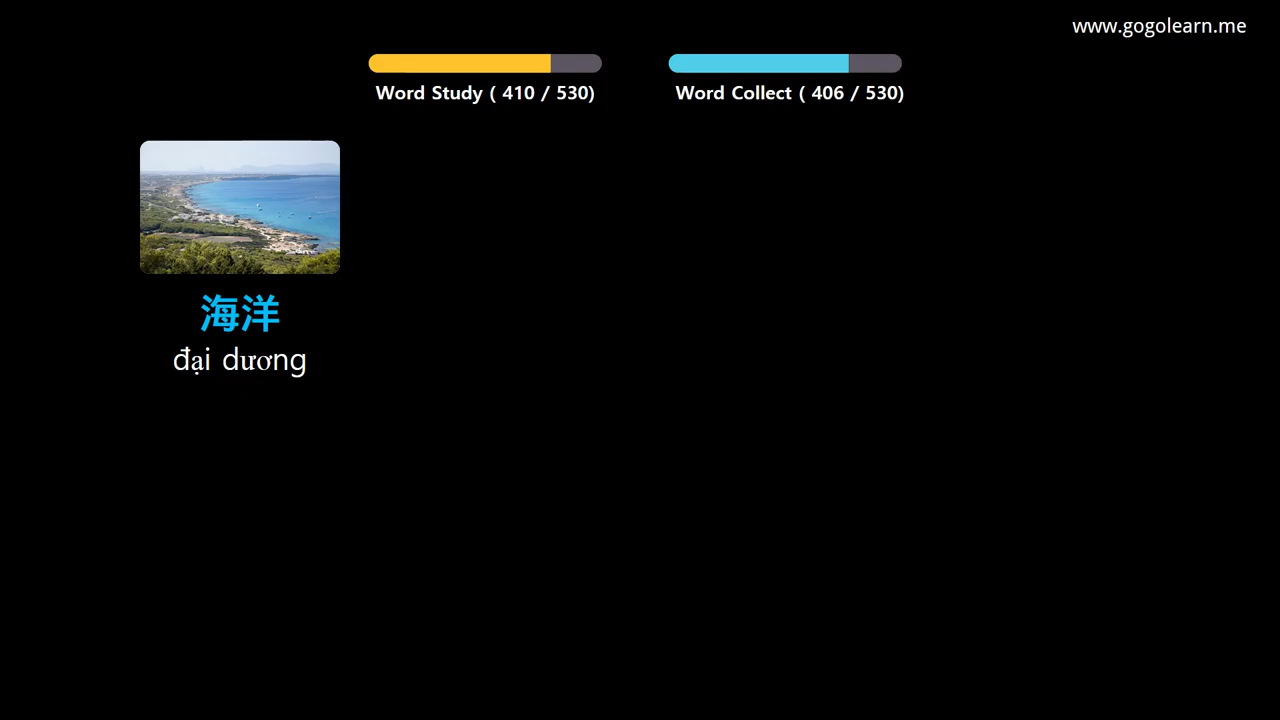 www.gogolearn.me
Word Study ( 410 / 530)
Word Collect ( 406 / 530)
海洋
đại dương